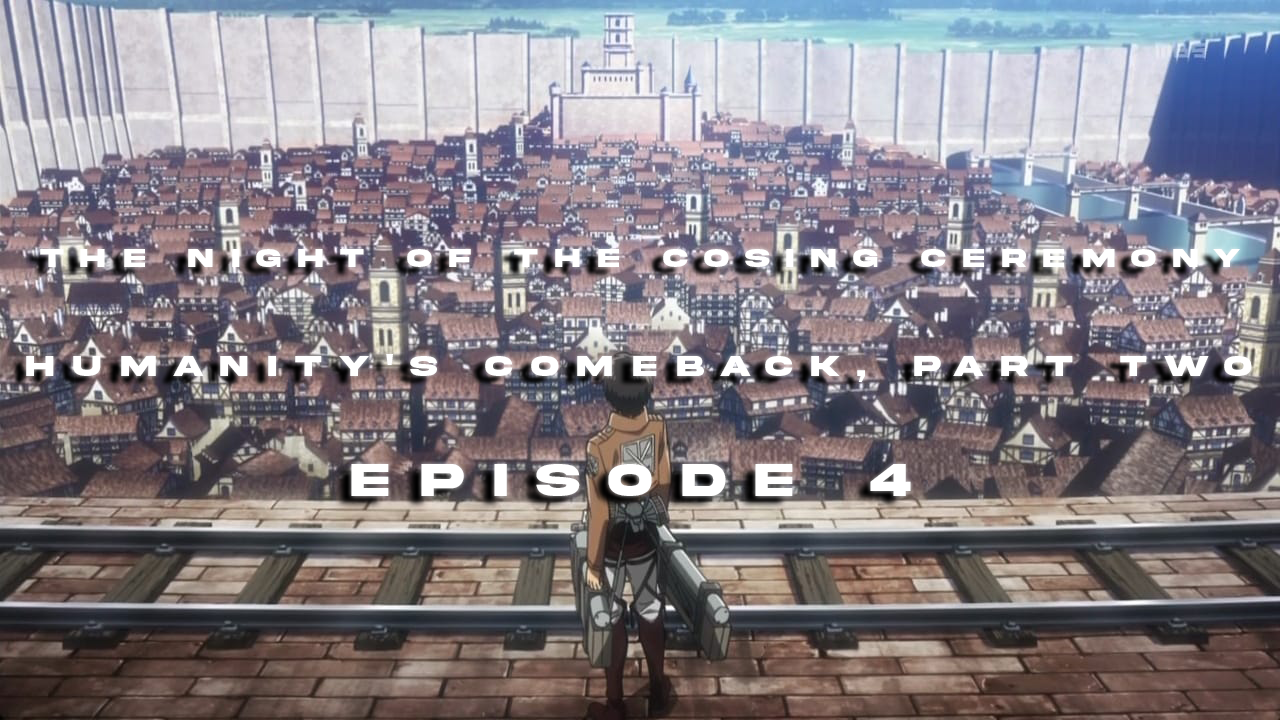 THE NIGHT OF THE COSING CEREMONY
HUMANITY'S COMEBACK, PART TWO
EPISODE 4